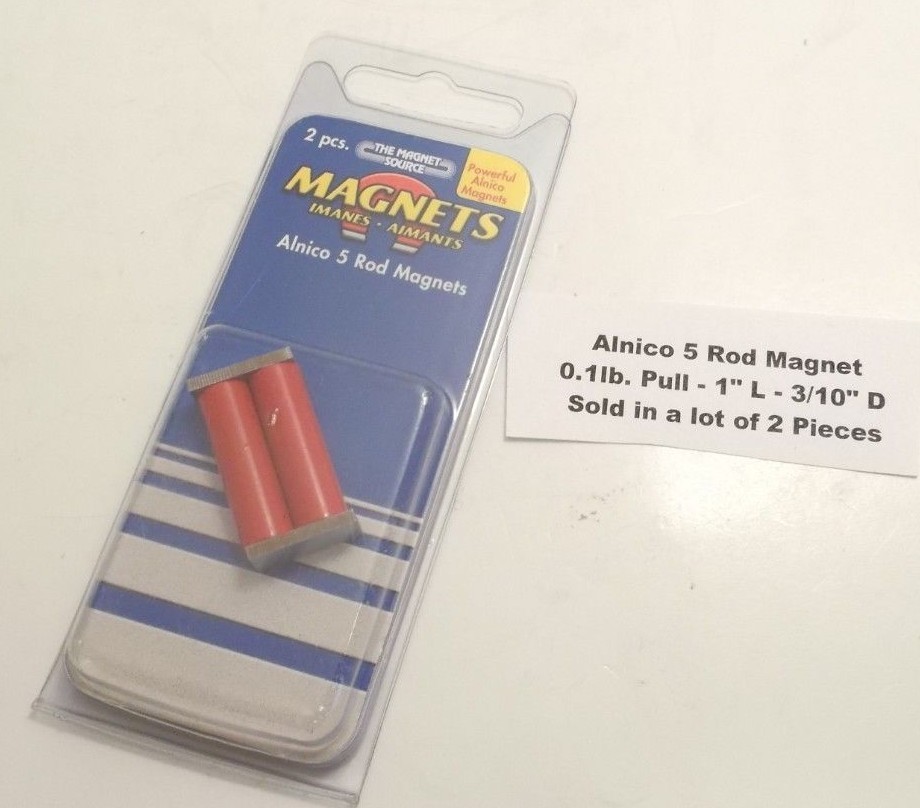 2 pcs.
THE MAGNET
SOURCE
Powerful
Alnico
Magnets
MAGNETS
IMANES · AIMANTS
Alnico 5 Rod Magnets
Alnico 5 Rod Magnet
0.1lb. Pull - 1" L - 3/10" D
Sold in a lot of 2 Pieces